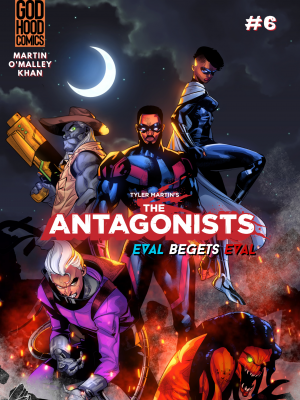 GOD
HOOD
COMICS
#6
MARTIN
O'MALLEY
KHAN
TYLER MARTIN'S
THE
ANTAGONISTS
EVAL BEGETS EVAL